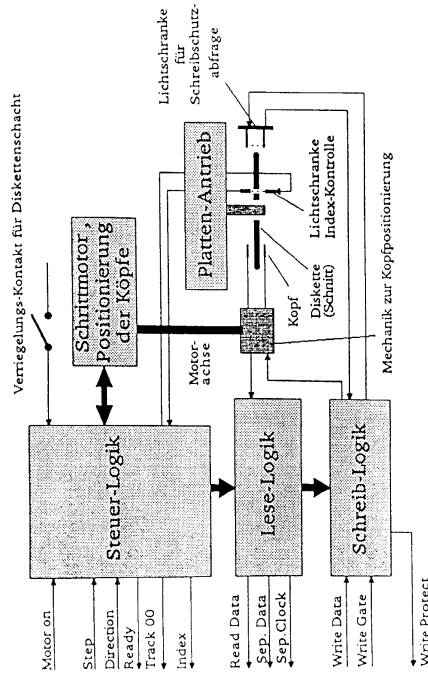 Verriegelungs-Kontakt für Diskettenschacht
Motor on
Step
Direction
Ready
Track 00
Index
Steuer-Logik
Schrittmotor,
Positionierung
der Köpfe
Platten-Antrieb
Lichtschranke
für
Schreibschutz-
abfrage
Motor-
achse
Kopf
Diskette
(Schnitt)
Lichtschranke
Index-Kontrolle
Mechanik zur Kopfpositionierung
Read Data
Sep. Data
Sep.Clock
Lese-Logik
Write Data
Write Gate
Schreib-Logik
Write Protect